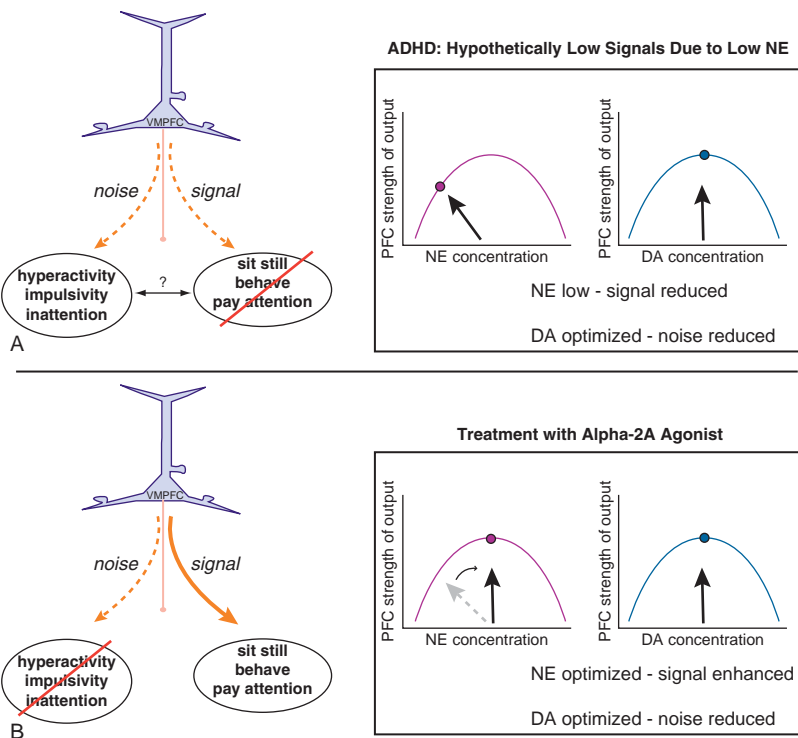 VMPFC
noise
signal
hyperactivity
impulsivity
inattention
?
sit still
behave
pay attention
A
ADHD: Hypothetically Low Signals Due to Low NE
PFC strength of output
NE concentration
PFC strength of output
DA concentration
NE low - signal reduced
DA optimized - noise reduced
VMPFC
noise
signal
hyperactivity
impulsivity
inattention
sit still
behave
pay attention
B
Treatment with Alpha-2A Agonist
PFC strength of output
NE concentration
PFC strength of output
DA concentration
NE optimized - signal enhanced
DA optimized - noise reduced